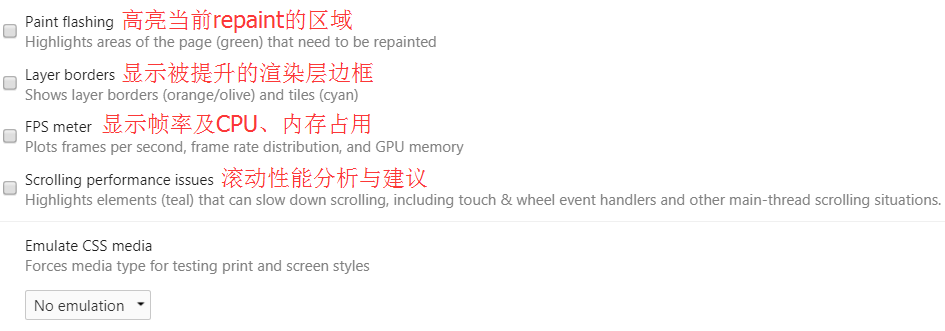 Paint flashing 高亮当前repaint的区域
Highlights areas of the page (green) that need to be repainted
Layer borders 显示被提升的渲染层边框
Shows layer borders (orange/olive) and tiles (cyan)
FPS meter 显示帧率及CPU、内存占用
Plots frames per second, frame rate distribution, and GPU memory
Scrolling performance issues 滚动性能分析与建议
Highlights elements (teal) that can slow down scrolling, including touch & wheel event handlers and other main-thread scrolling situations.
Emulate CSS media
Forces media type for testing print and screen styles
No emulation